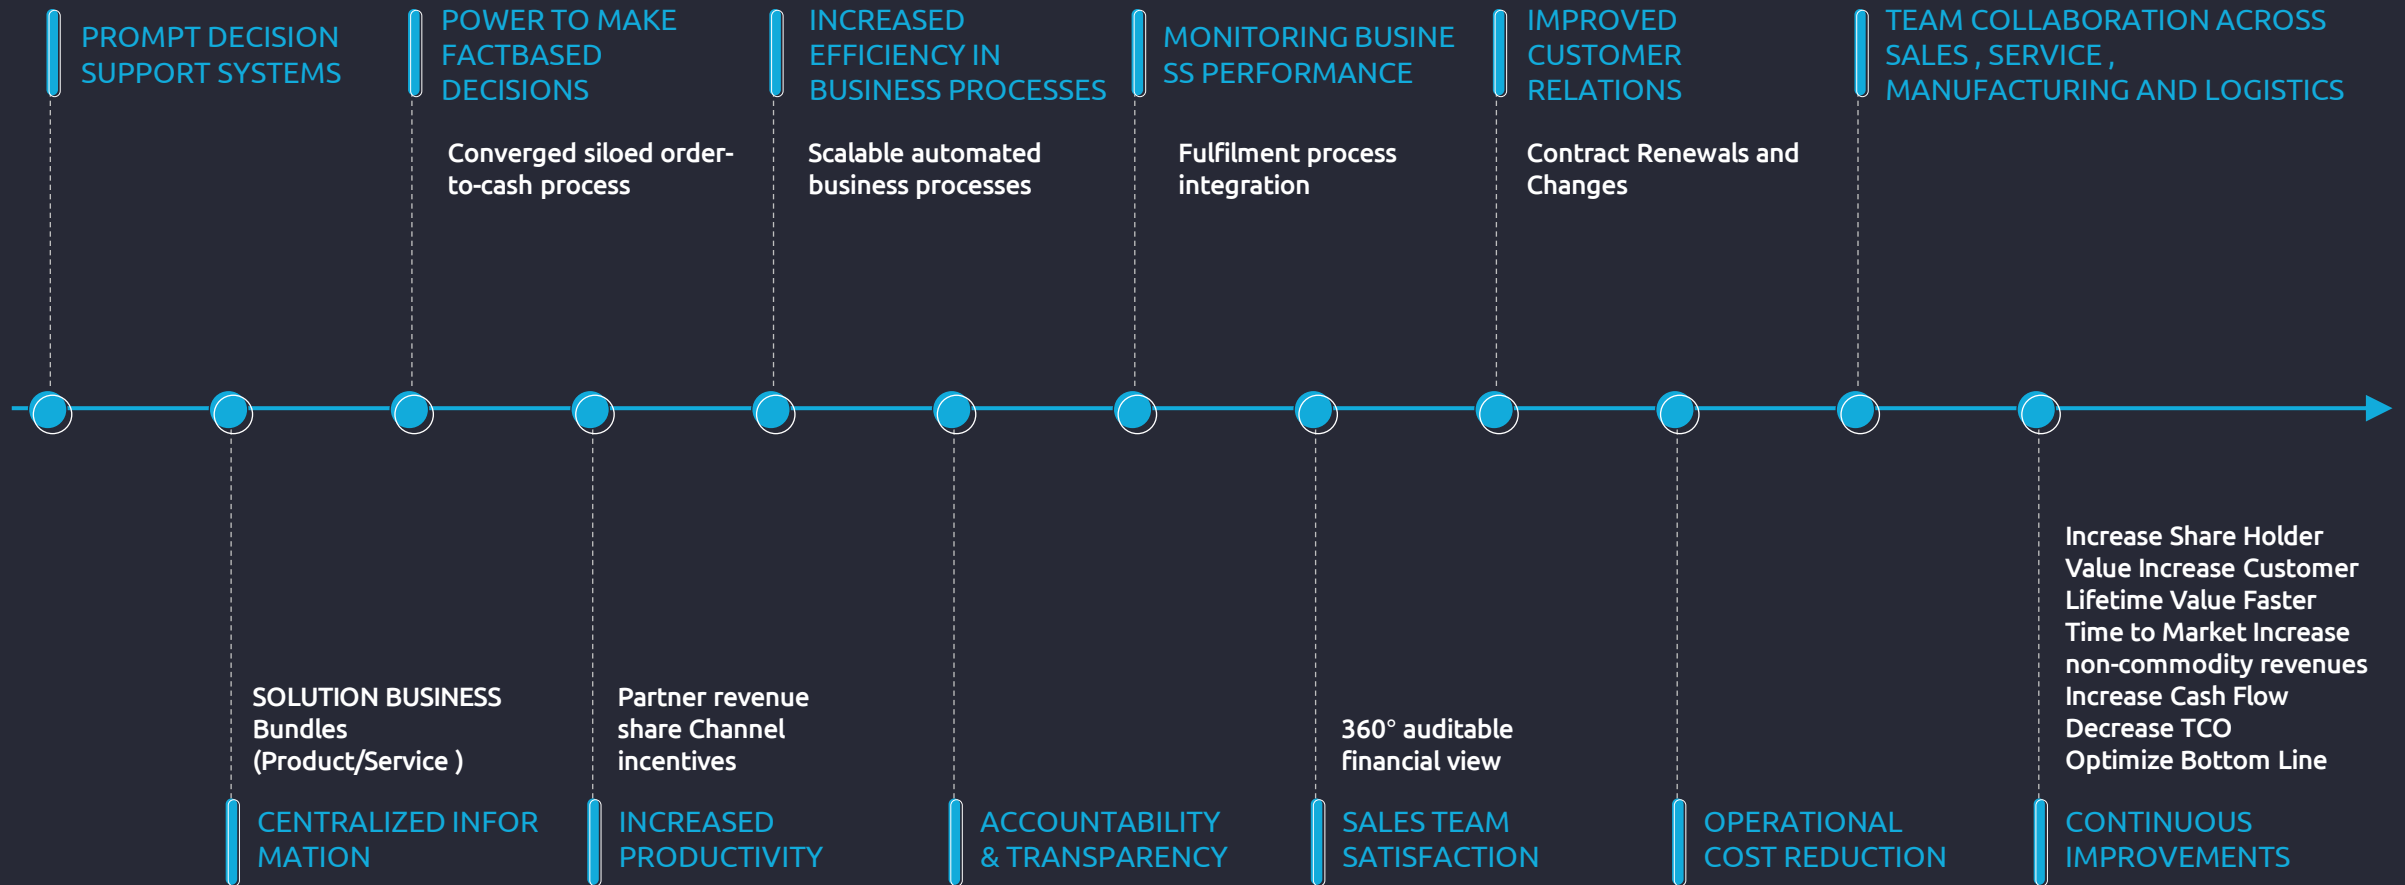 PROMPT DECISION
SUPPORT SYSTEMS
POWER TO MAKE
FACTBASED
DECISIONS
Converged siloed order-
to-cash process
INCREASED
EFFICIENCY IN
BUSINESS PROCESSES
Scalable automated
business processes
MONITORING BUSINE
SS PERFORMANCE
Fulfilment process
integration
IMPROVED
CUSTOMER
RELATIONS
Contract Renewals and
Changes
TEAM COLLABORATION ACROSS
SALES , SERVICE ,
MANUFACTURING AND LOGISTICS
SOLUTION BUSINESS
Bundles
(Product/Service )
CENTRALIZED INFOR
MATION
Partner revenue
share Channel
incentives
INCREASED
PRODUCTIVITY
ACCOUNTABILITY
& TRANSPARENCY
360° auditable
financial view
SALES TEAM
SATISFACTION
OPERATIONAL
COST REDUCTION
Increase Share Holder
Value Increase Customer
Lifetime Value Faster
Time to Market Increase
non-commodity revenues
Increase Cash Flow
Decrease TCO
Optimize Bottom Line
CONTINUOUS
IMPROVEMENTS